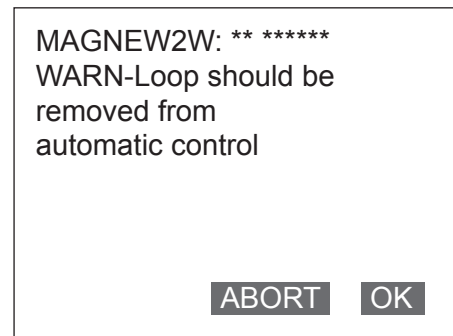 MAGNEW2W: ** ******
WARN-Loop should be
removed from
automatic control
ABORT OK